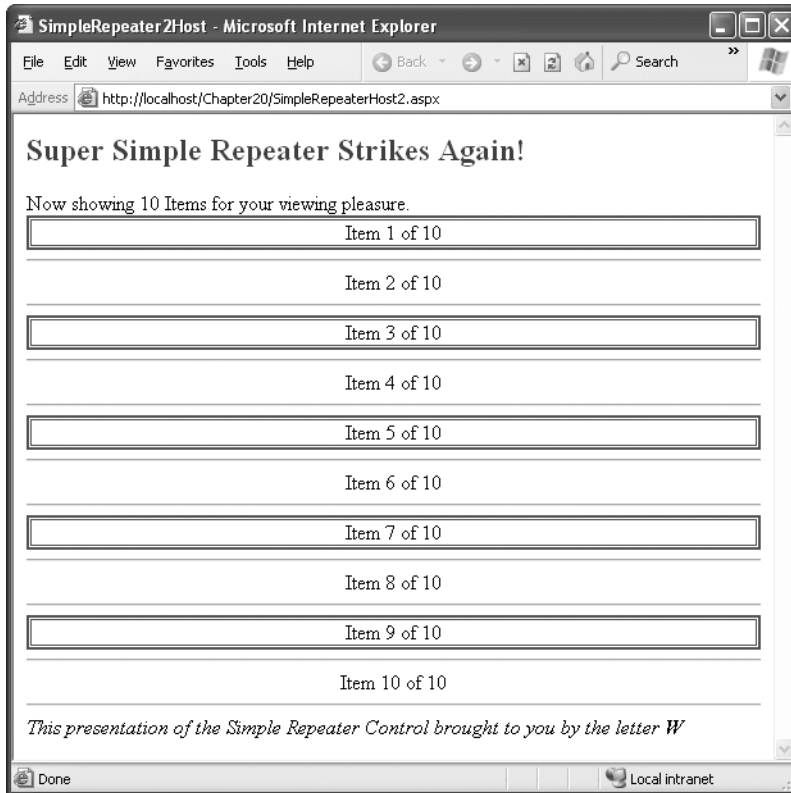 SimpleRepeater2Host - Microsoft Internet Explorer
File Edit View Favorites Tools Help Back Search »
Address http://localhost/Chapter20/SimpleRepeaterHost2.aspx
Super Simple Repeater Strikes Again!
Now showing 10 Items for your viewing pleasure.
Item 1 of 10
Item 2 of 10
Item 3 of 10
Item 4 of 10
Item 5 of 10
Item 6 of 10
Item 7 of 10
Item 8 of 10
Item 9 of 10
Item 10 of 10
This presentation of the Simple Repeater Control brought to you by the letter W
Done Local intranet